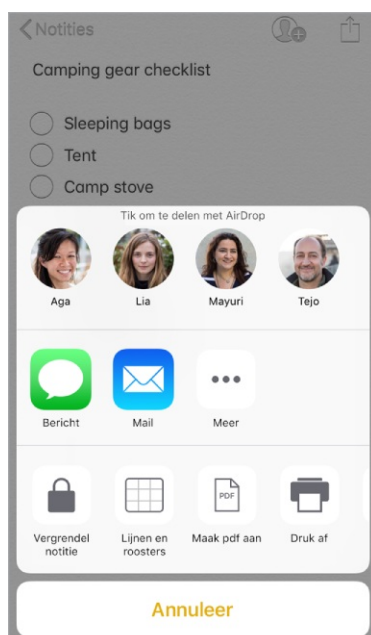 Notities
Camping gear checklist
Sleeping bags
Tent
Camp stove
Tik om te delen met AirDrop
Aga Lia Mayuri Tejo
Bericht Mail Meer
PDF
Vergrendel Lijnen en Maak pdf aan Druk af
notitie roosters
Annuleer